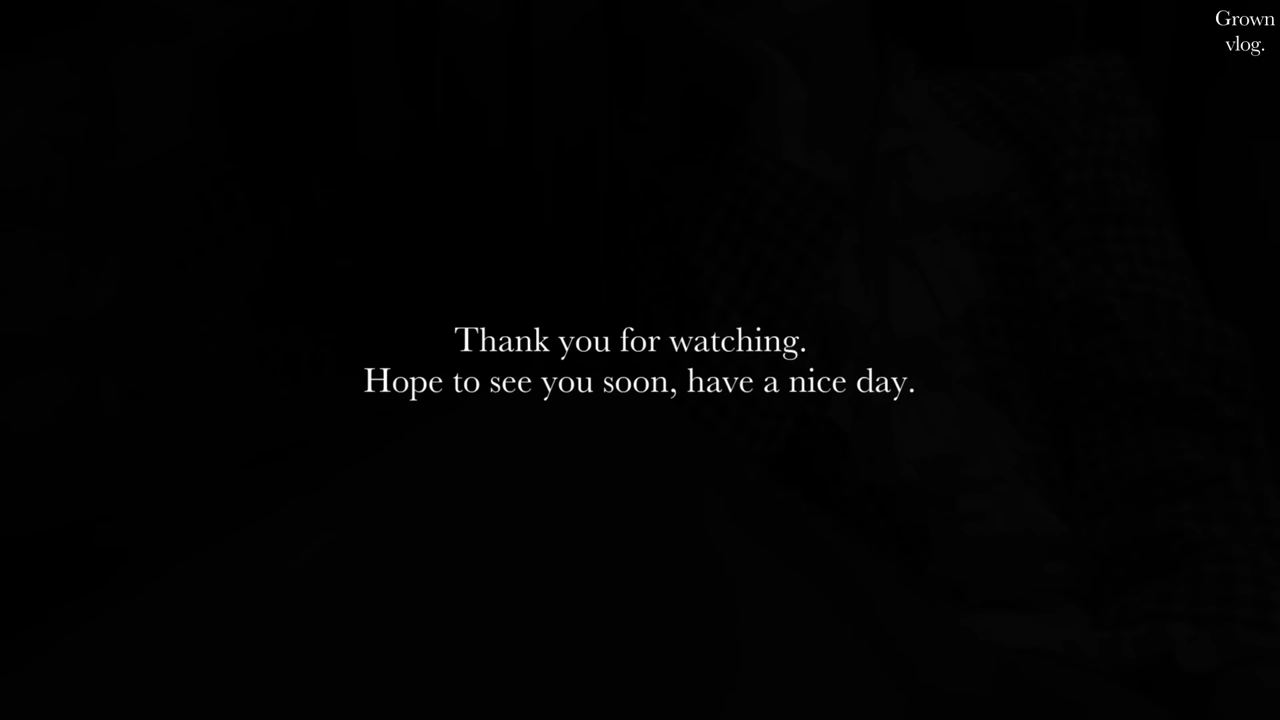 Grown
vlog.
Thank you for watching.
Hope to see you soon, have a nice day.